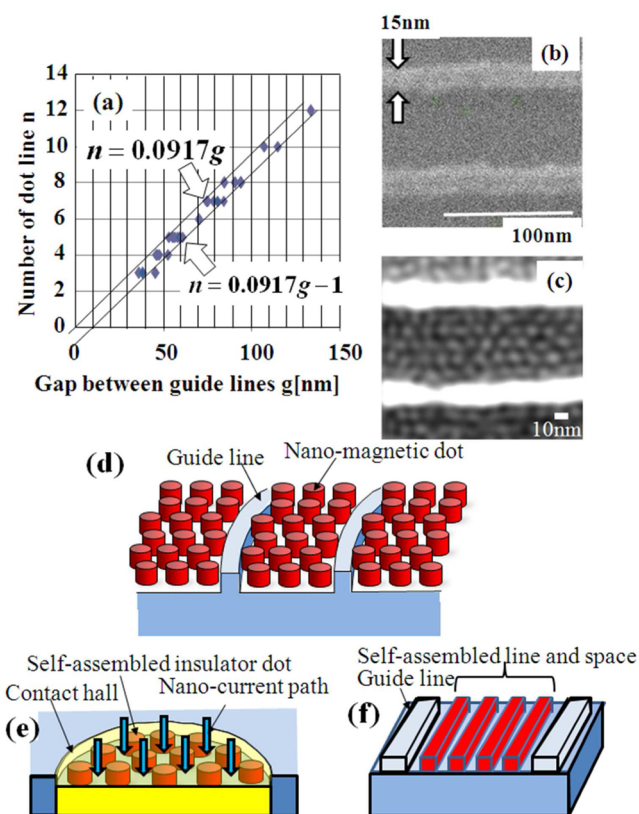 14
12
10
8
6
4
2
0
Number of dot line n
(a)
n = 0.0917g
n = 0.0917g – 1
0
50
100
150
Gap between guide lines g[nm]
15nm
(b)
100nm
(c)
10nm
(d)
Guide line
Nano-magnetic dot
Self-assembled insulator dot
Contact hall
Nano-current path
(e)
Self-assembled line and space
Guide line
(f)